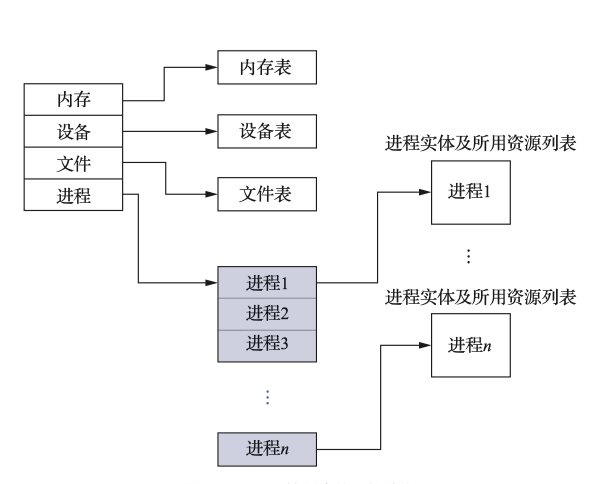 内存
设备
文件
进程
内存表
设备表
文件表
进程1
进程2
进程3
⋮
进程n
进程实体及所用资源列表
进程1
⋮
进程实体及所用资源列表
进程n